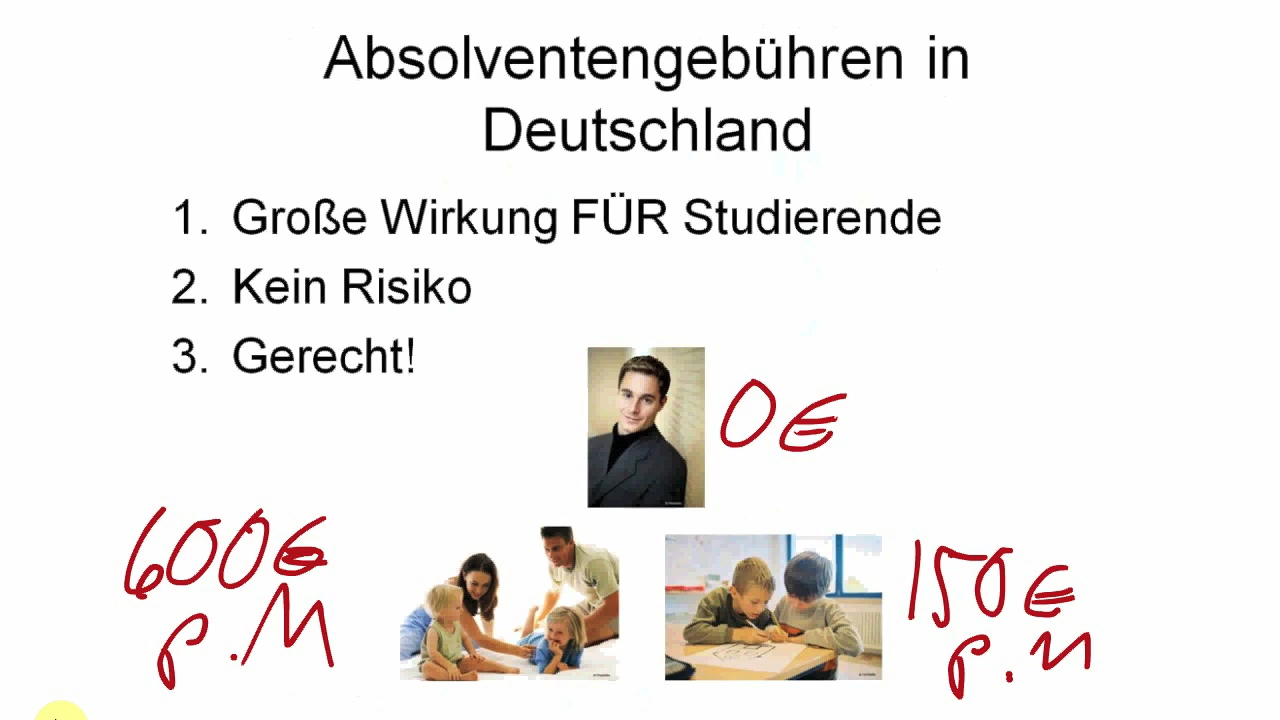 Absolventengebühren in
Deutschland
1. Große Wirkung FÜR Studierende
2. Kein Risiko
3. Gerecht!
0€
600€
p.M
150€
p.M